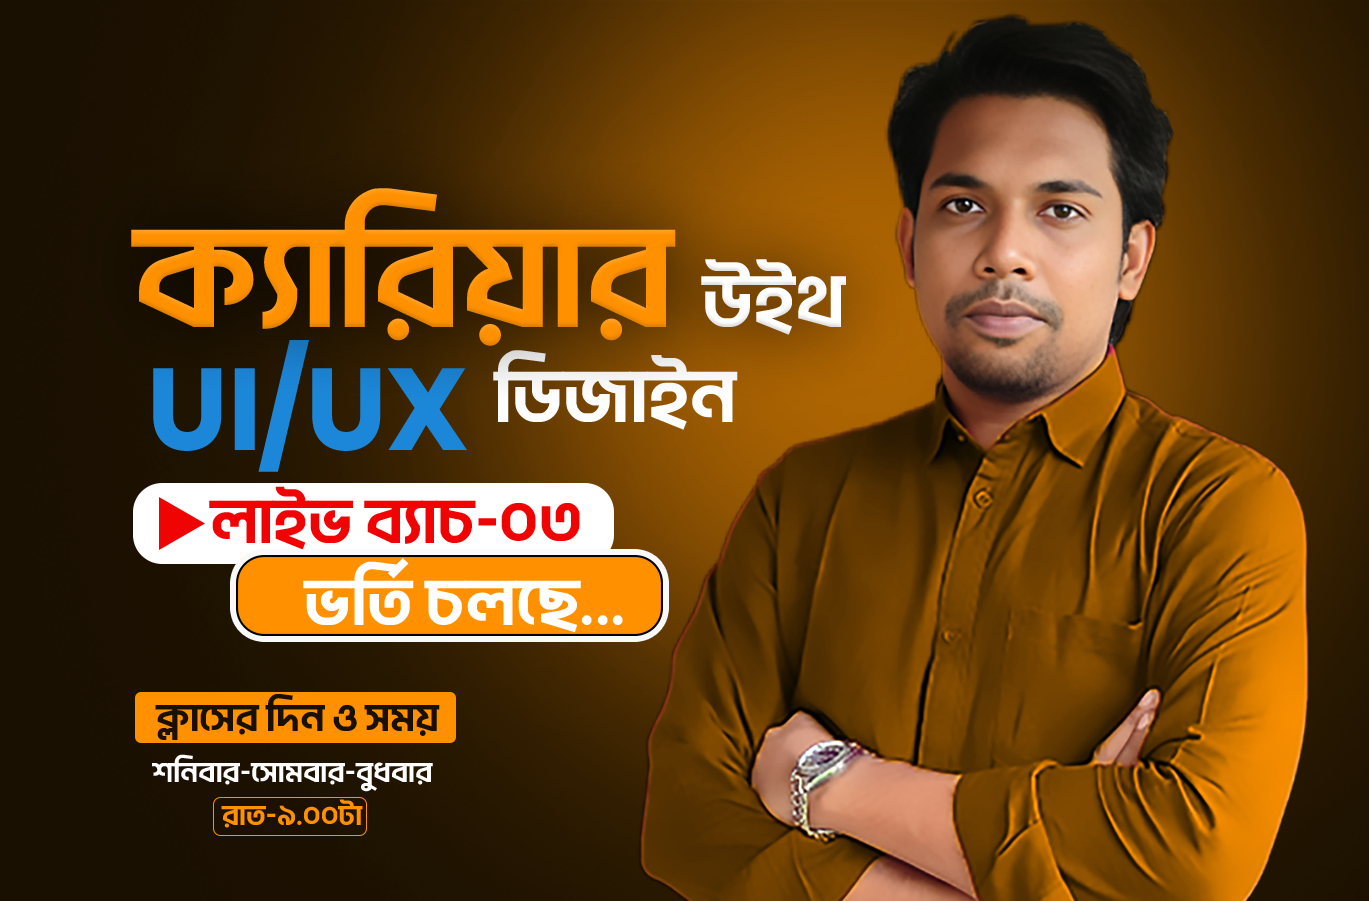 ক্যারিয়ার উইথ
UI/UX ডিজাইন
লাইভ ব্যাচ-০৩
ভর্তি চলছে...
ক্লাসের দিন ও সময়
শনিবার-সোমবার-বুধবার
রাত-৯.০০টা